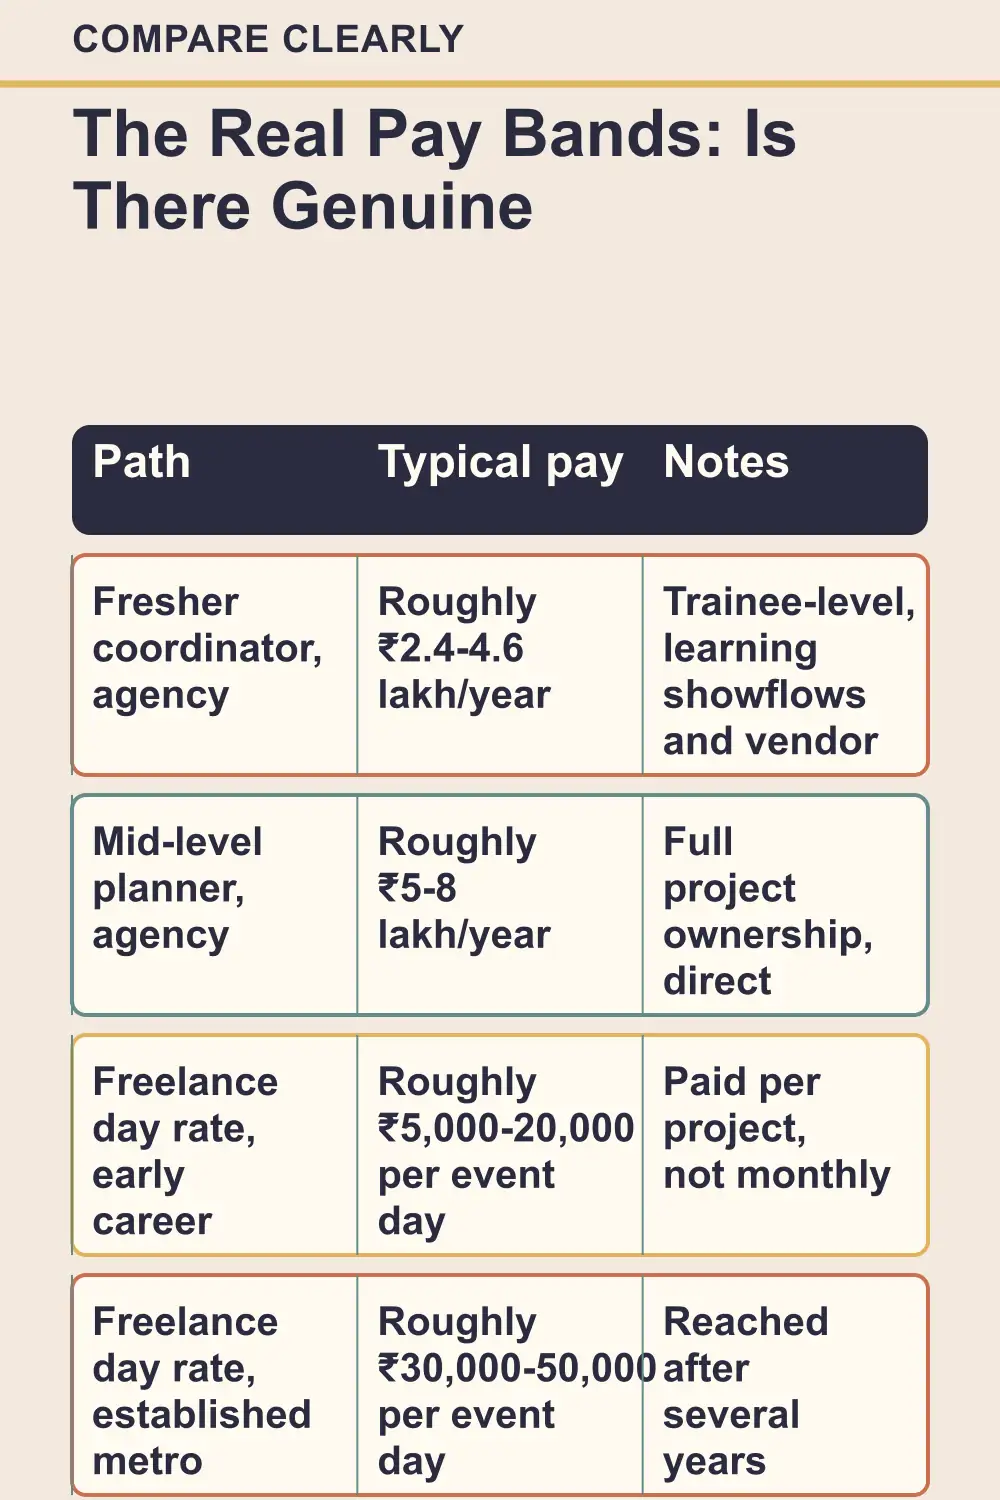 COMPARE CLEARLY
The Real Pay Bands: Is
There Genuine
Path
Typical pay
Notes
Fresher
coordinator,
agency
Roughly
₹2.4-4.6
lakh/year
Trainee-level,
learning
showflows
and vendor
Mid-level
planner,
agency
Roughly
₹5-8
lakh/year
Full
project
ownership,
direct
Freelance
day rate,
early
career
Roughly
₹5,000-20,000
per event
day
Paid per
project,
not monthly
Freelance
day rate,
established
metro
Roughly
₹30,000-50,000
per event
day
Reached
after
several
years